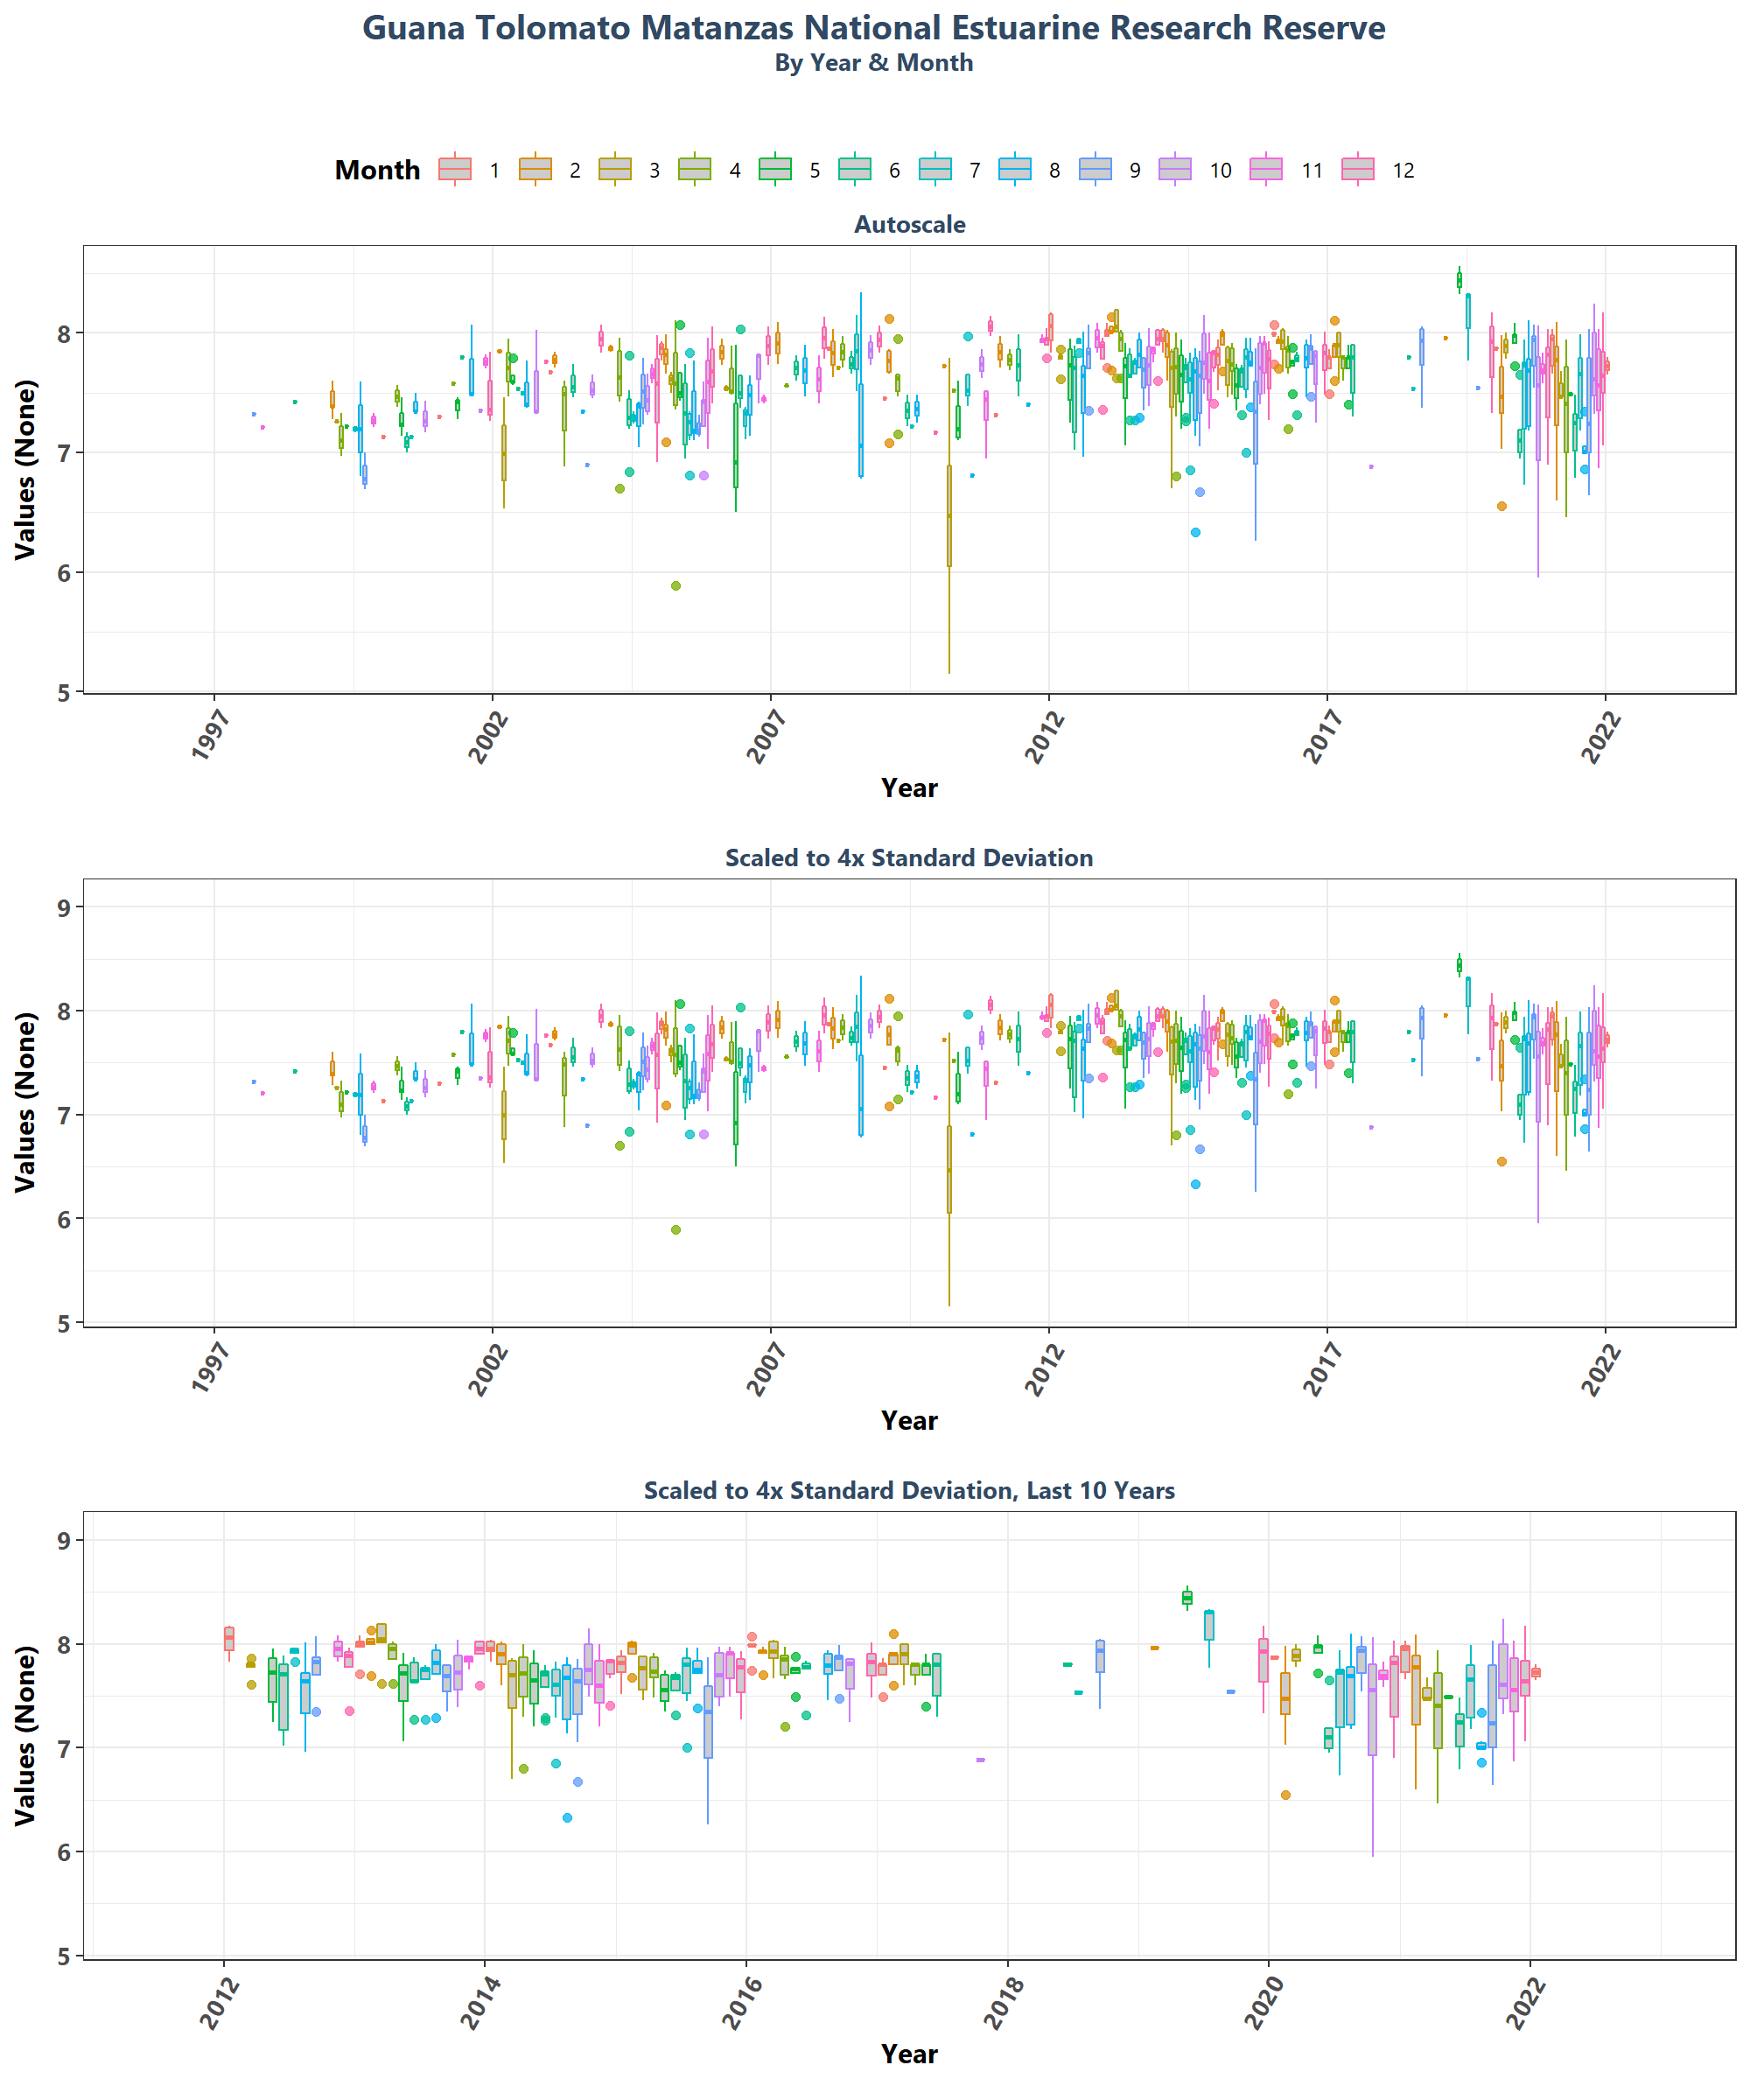 Guana Tolomato Matanzas National Estuarine Research Reserve
By Year & Month
Month 1 2 3 4 5 6 7 8 9 10 11 12
Autoscale
Values (None)
8
7
6
5
1997 2002 2007 2012 2017 2022
Year
Scaled to 4x Standard Deviation
Values (None)
9
8
7
6
5
1997 2002 2007 2012 2017 2022
Year
Scaled to 4x Standard Deviation, Last 10 Years
Values (None)
9
8
7
6
5
2012 2014 2016 2018 2020 2022
Year